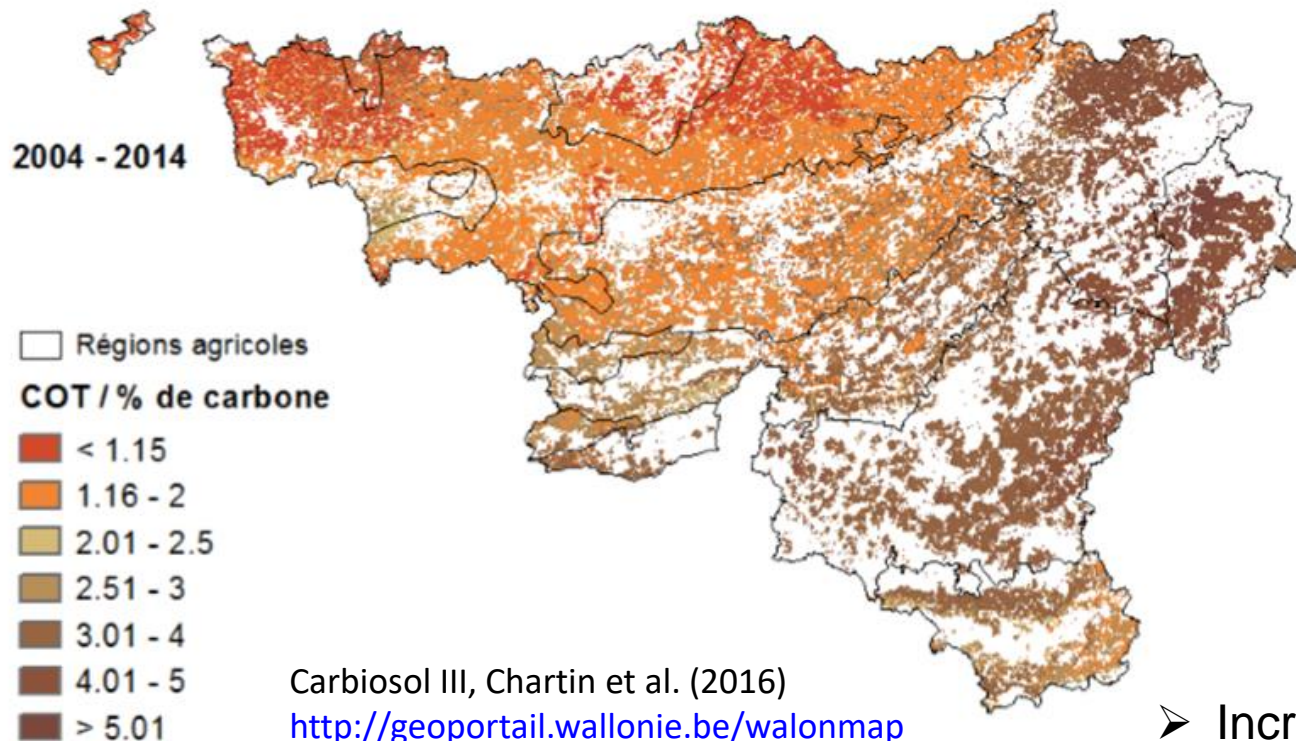 2004 - 2014
Régions agricoles
COT / % de carbone
< 1.15
1.16 - 2
2.01 - 2.5
2.51 - 3
3.01 - 4
4.01 - 5
> 5.01
Carbiosol III, Chartin et al. (2016)
http://geoportail.wallonie.be/walonmap
➢ Incr